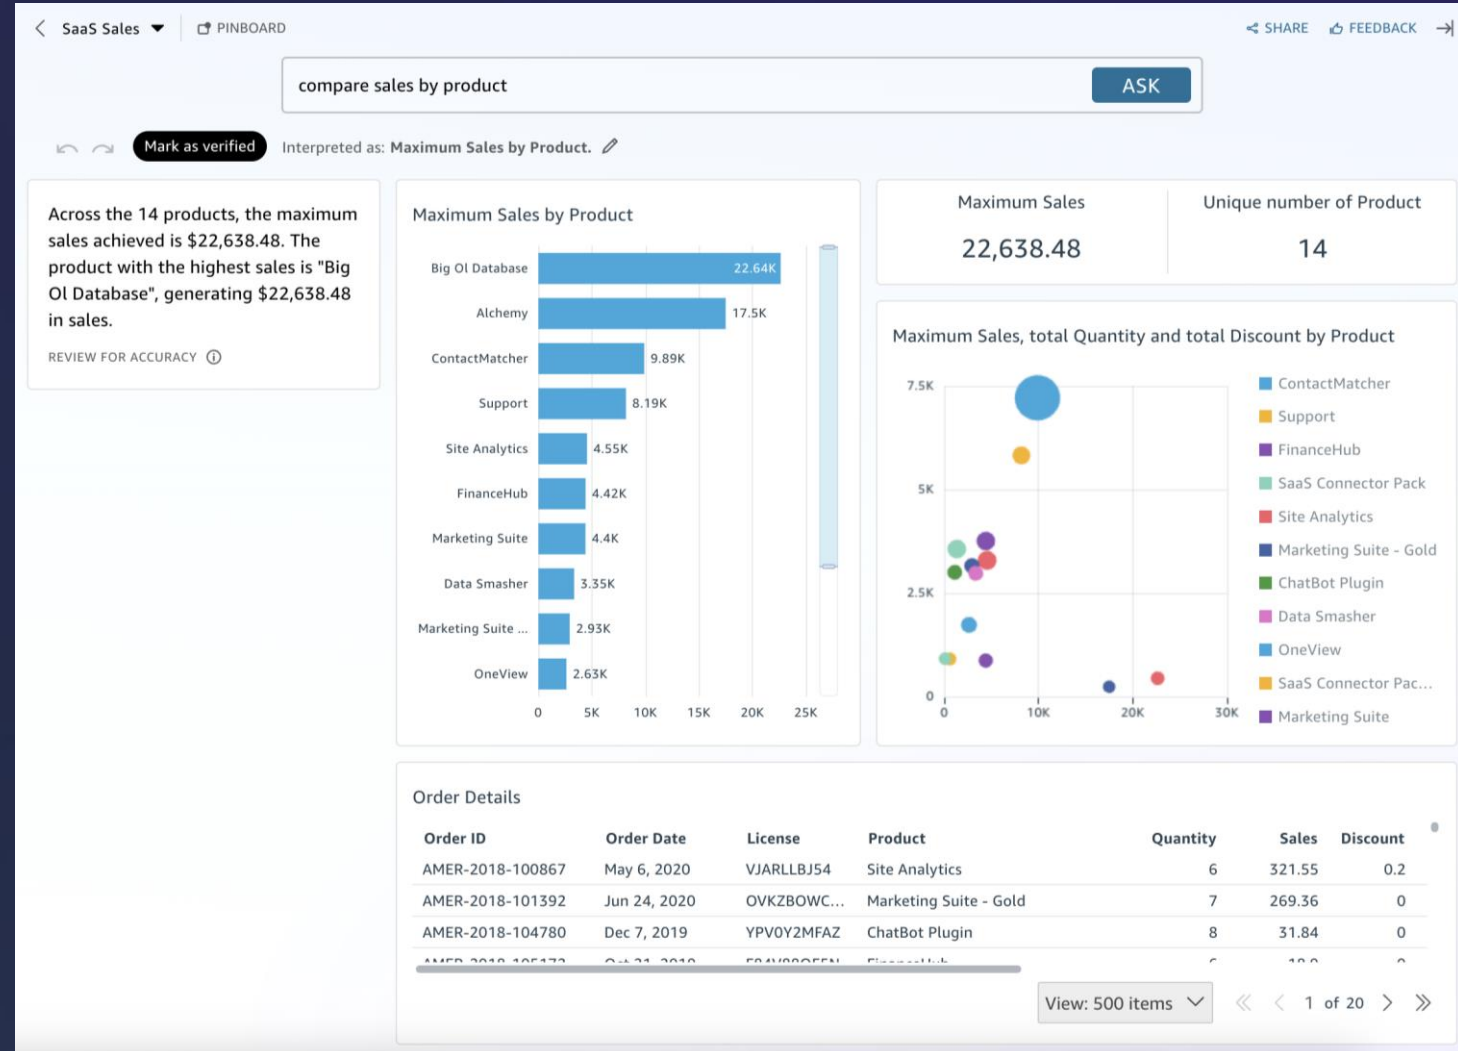 SaaS Sales
PINBOARD
SHARE
FEEDBACK
compare sales by product
ASK
Mark as verified
Interpreted as: Maximum Sales by Product.
Across the 14 products, the maximum
sales achieved is $22,638.48. The
product with the highest sales is "Big
Ol Database", generating $22,638.48
in sales.
REVIEW FOR ACCURACY
Maximum Sales by Product
Big Ol Database 22.64K
Alchemy 17.5K
ContactMatcher 9.89K
Support 8.19K
Site Analytics 4.55K
FinanceHub 4.42K
Marketing Suite 4.4K
Data Smasher 3.35K
Marketing Suite ... 2.93K
OneView 2.63K
0 5K 10K 15K 20K 25K
Maximum Sales
22,638.48
Unique number of Product
14
Maximum Sales, total Quantity and total Discount by Product
7.5K
5K
2.5K
0
0 10K 20K 30K
ContactMatcher
Support
FinanceHub
SaaS Connector Pack
Site Analytics
Marketing Suite - Gold
ChatBot Plugin
Data Smasher
OneView
SaaS Connector Pac...
Marketing Suite
Order Details
Order ID Order Date License Product Quantity Sales Discount
AMER-2018-100867 May 6, 2020 VJARLLBJ54 Site Analytics 6 321.55 0.2
AMER-2018-101392 Jun 24, 2020 OVKZBOWC... Marketing Suite - Gold 7 269.36 0
AMER-2018-104780 Dec 7, 2019 YPV0Y2MFAZ ChatBot Plugin 8 31.84 0
View: 500 items
1 of 20